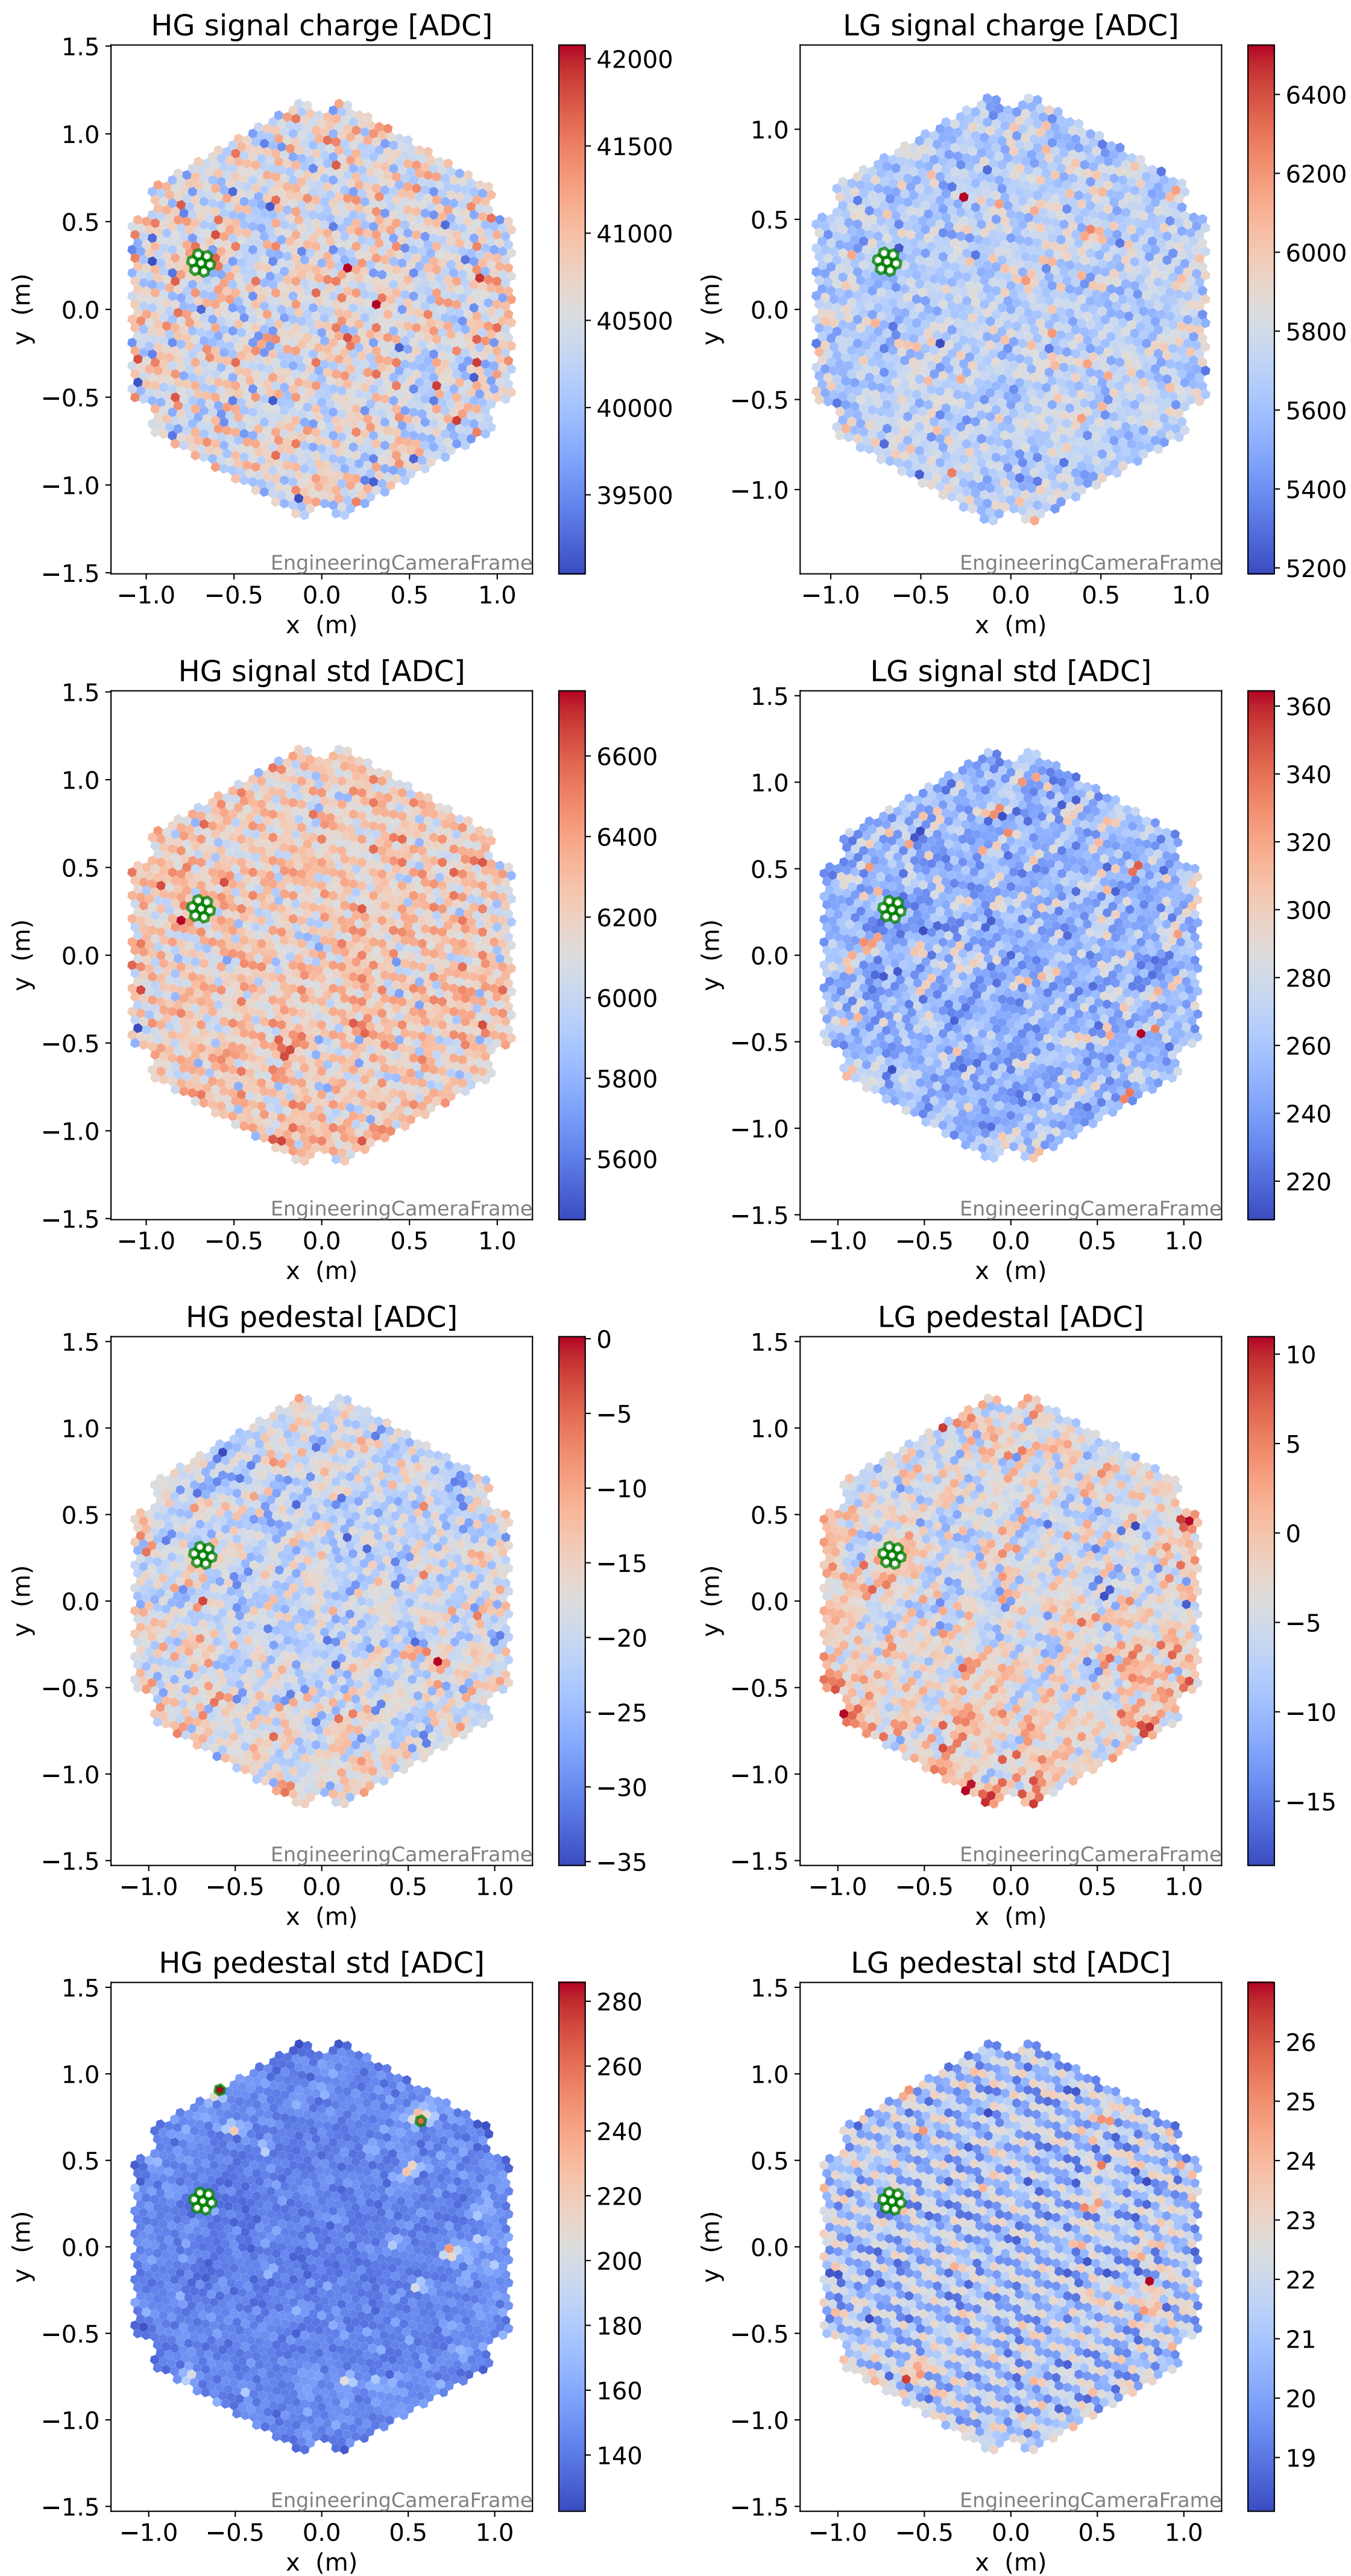 HG signal charge [ADC]
LG signal charge [ADC]
1.5
1.0
0.5
0.0
−0.5
−1.0
−1.5
y (m)
−1.0 −0.5 0.0 0.5 1.0
x (m)
EngineeringCameraFrame
42000
41500
41000
40500
40000
39500
1.0
0.5
0.0
−0.5
−1.0
y (m)
−1.0 −0.5 0.0 0.5 1.0
x (m)
EngineeringCameraFrame
6400
6200
6000
5800
5600
5400
5200
HG signal std [ADC]
LG signal std [ADC]
1.5
1.0
0.5
0.0
−0.5
−1.0
−1.5
y (m)
−1.0 −0.5 0.0 0.5 1.0
x (m)
EngineeringCameraFrame
6600
6400
6200
6000
5800
5600
1.5
1.0
0.5
0.0
−0.5
−1.0
−1.5
y (m)
−1.0 −0.5 0.0 0.5 1.0
x (m)
EngineeringCameraFrame
360
340
320
300
280
260
240
220
HG pedestal [ADC]
LG pedestal [ADC]
1.5
1.0
0.5
0.0
−0.5
−1.0
−1.5
y (m)
−1.0 −0.5 0.0 0.5 1.0
x (m)
EngineeringCameraFrame
0
−5
−10
−15
−20
−25
−30
−35
1.5
1.0
0.5
0.0
−0.5
−1.0
−1.5
y (m)
−1.0 −0.5 0.0 0.5 1.0
x (m)
EngineeringCameraFrame
10
5
0
−5
−10
−15
HG pedestal std [ADC]
LG pedestal std [ADC]
1.5
1.0
0.5
0.0
−0.5
−1.0
−1.5
y (m)
−1.0 −0.5 0.0 0.5 1.0
x (m)
EngineeringCameraFrame
280
260
240
220
200
180
160
140
1.5
1.0
0.5
0.0
−0.5
−1.0
−1.5
y (m)
−1.0 −0.5 0.0 0.5 1.0
x (m)
EngineeringCameraFrame
26
25
24
23
22
21
20
19